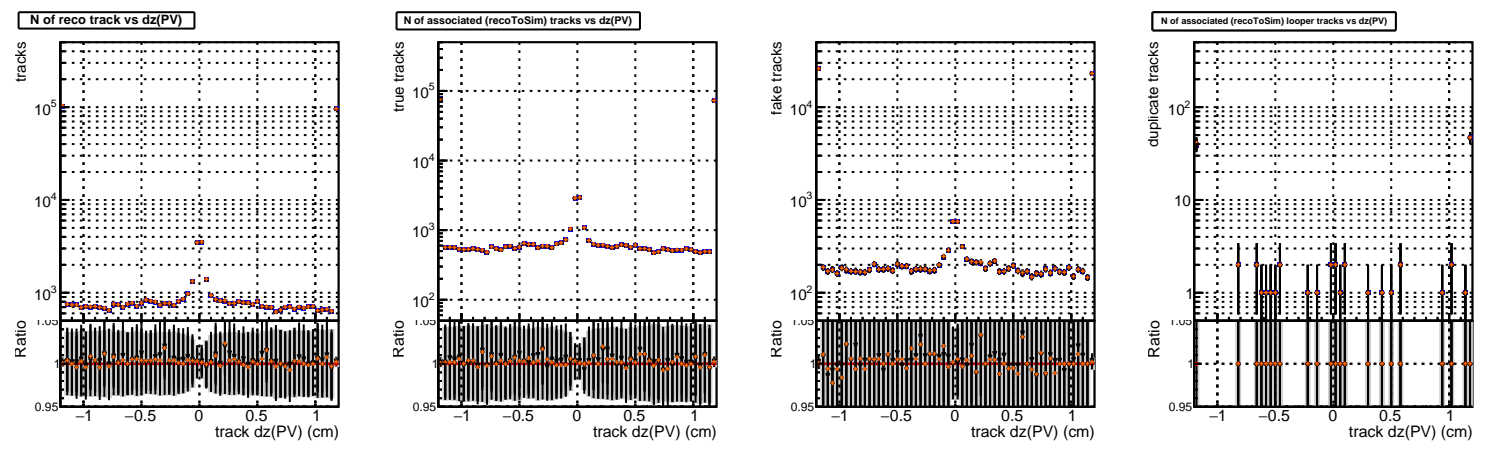 N of reco track vs dz(PV)
tracks
10^5
10^4
10^3
Ratio
1.05
1
0.95
−1 −0.5 0 0.5 1
track dz(PV) (cm)
N of associated (recoToSim) tracks vs dz(PV)
true tracks
10^5
10^4
10^3
10^2
Ratio
1.05
1
0.95
−1 −0.5 0 0.5 1
track dz(PV) (cm)
fake tracks
10^4
10^3
10^2
Ratio
1.05
1
0.95
−1 −0.5 0 0.5 1
track dz(PV) (cm)
N of associated (recoToSim) looper tracks vs dz(PV)
duplicate tracks
10^2
10
1
Ratio
1.05
1
0.95
−1 −0.5 0 0.5 1
track dz(PV) (cm)